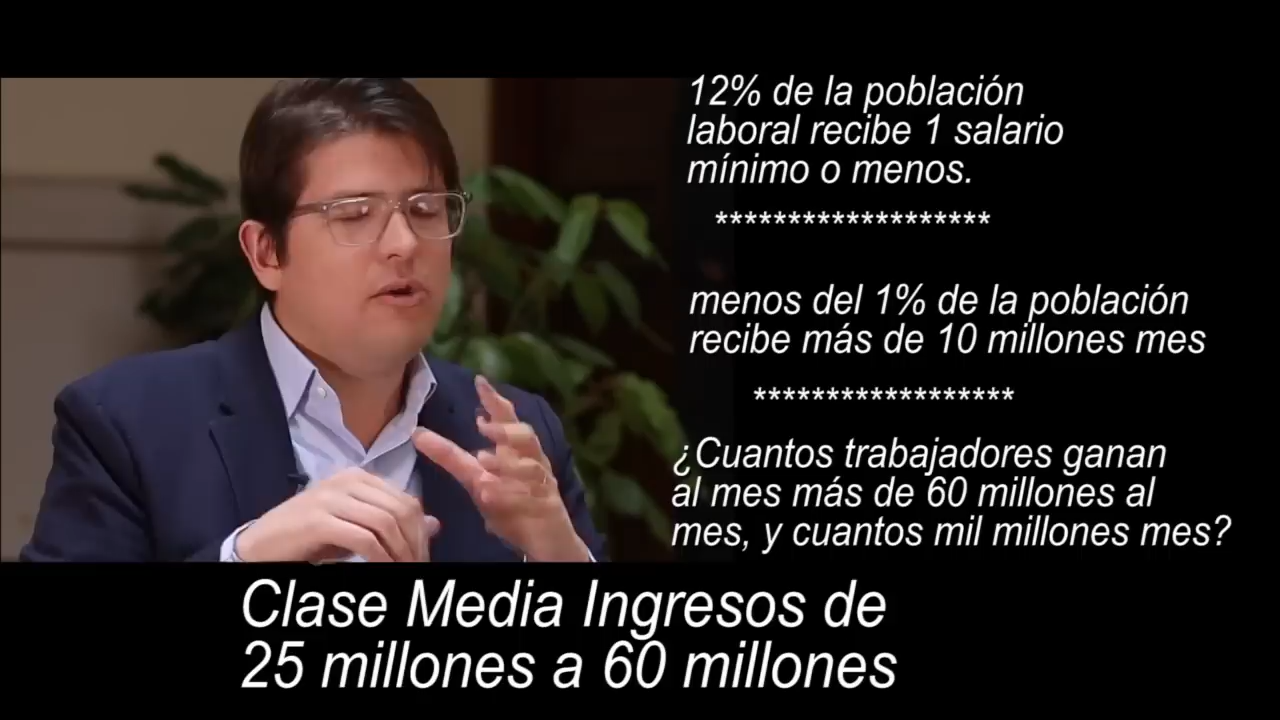 12% de la población
laboral recibe 1 salario
mínimo o menos.
*******************
menos del 1% de la población
recibe más de 10 millones mes
******************
¿Cuantos trabajadores ganan
al mes más de 60 millones al
mes, y cuantos mil millones mes?
Clase Media Ingresos de
25 millones a 60 millones